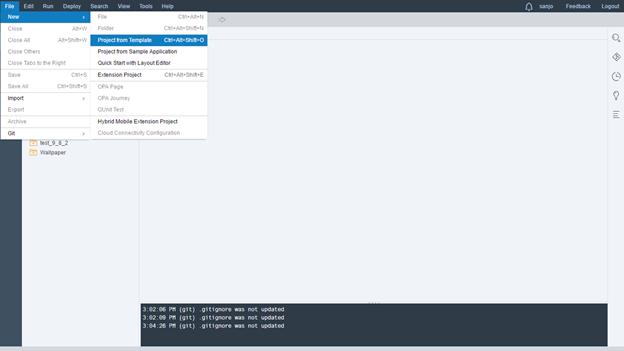 File Edit Run Deploy Search View Tools Help sanjo Feedback Logout
New
Close Alt+W
Close All Alt+Shift+W
Close Others
Close Tabs to the Right
Save Ctrl+S
Save All Ctrl+Shift+S
Import
Export
Archive
Git
File Ctrl+Alt+N
Folder Ctrl+Alt+Shift+N
Project from Template Ctrl+Alt+Shift+O
Project from Sample Application
Quick Start with Layout Editor
Extension Project Ctrl+Alt+Shift+E
OPA Page
OPA Journey
QUnit Test
Hybrid Mobile Extension Project
Cloud Connectivity Configuration
test_9_8_2
Wallpaper
3:02:06 PM (git) .gitignore was not updated
3:02:09 PM (git) .gitignore was not updated
3:04:26 PM (git) .gitignore was not updated